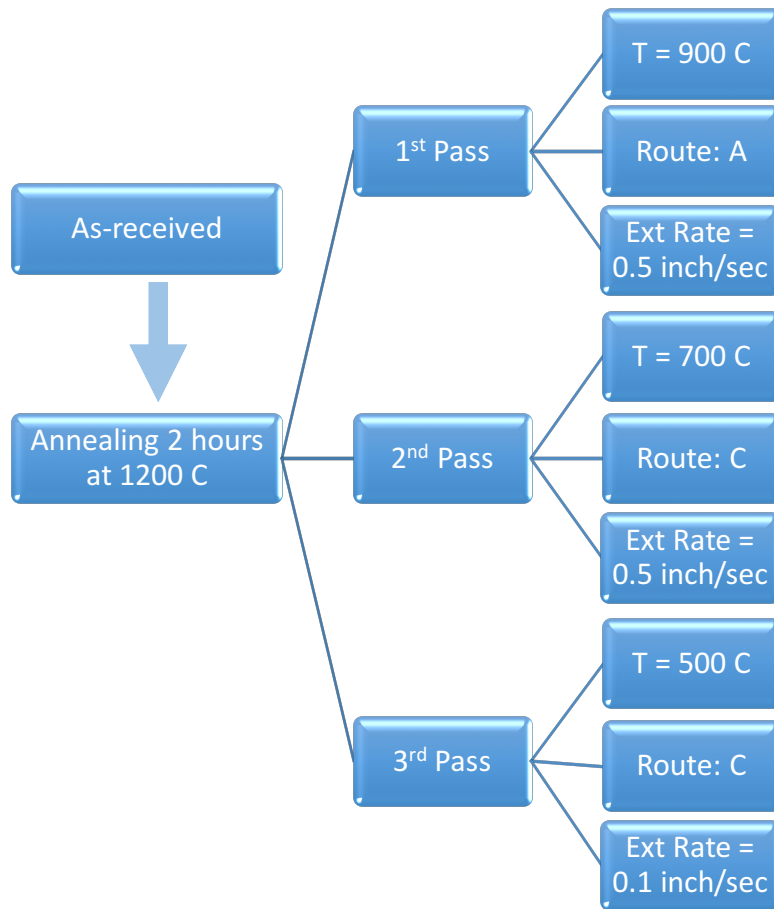 As-received
Annealing 2 hours
at 1200 C
1st Pass
T = 900 C
Route: A
Ext Rate =
0.5 inch/sec
2nd Pass
T = 700 C
Route: C
Ext Rate =
0.5 inch/sec
3rd Pass
T = 500 C
Route: C
Ext Rate =
0.1 inch/sec